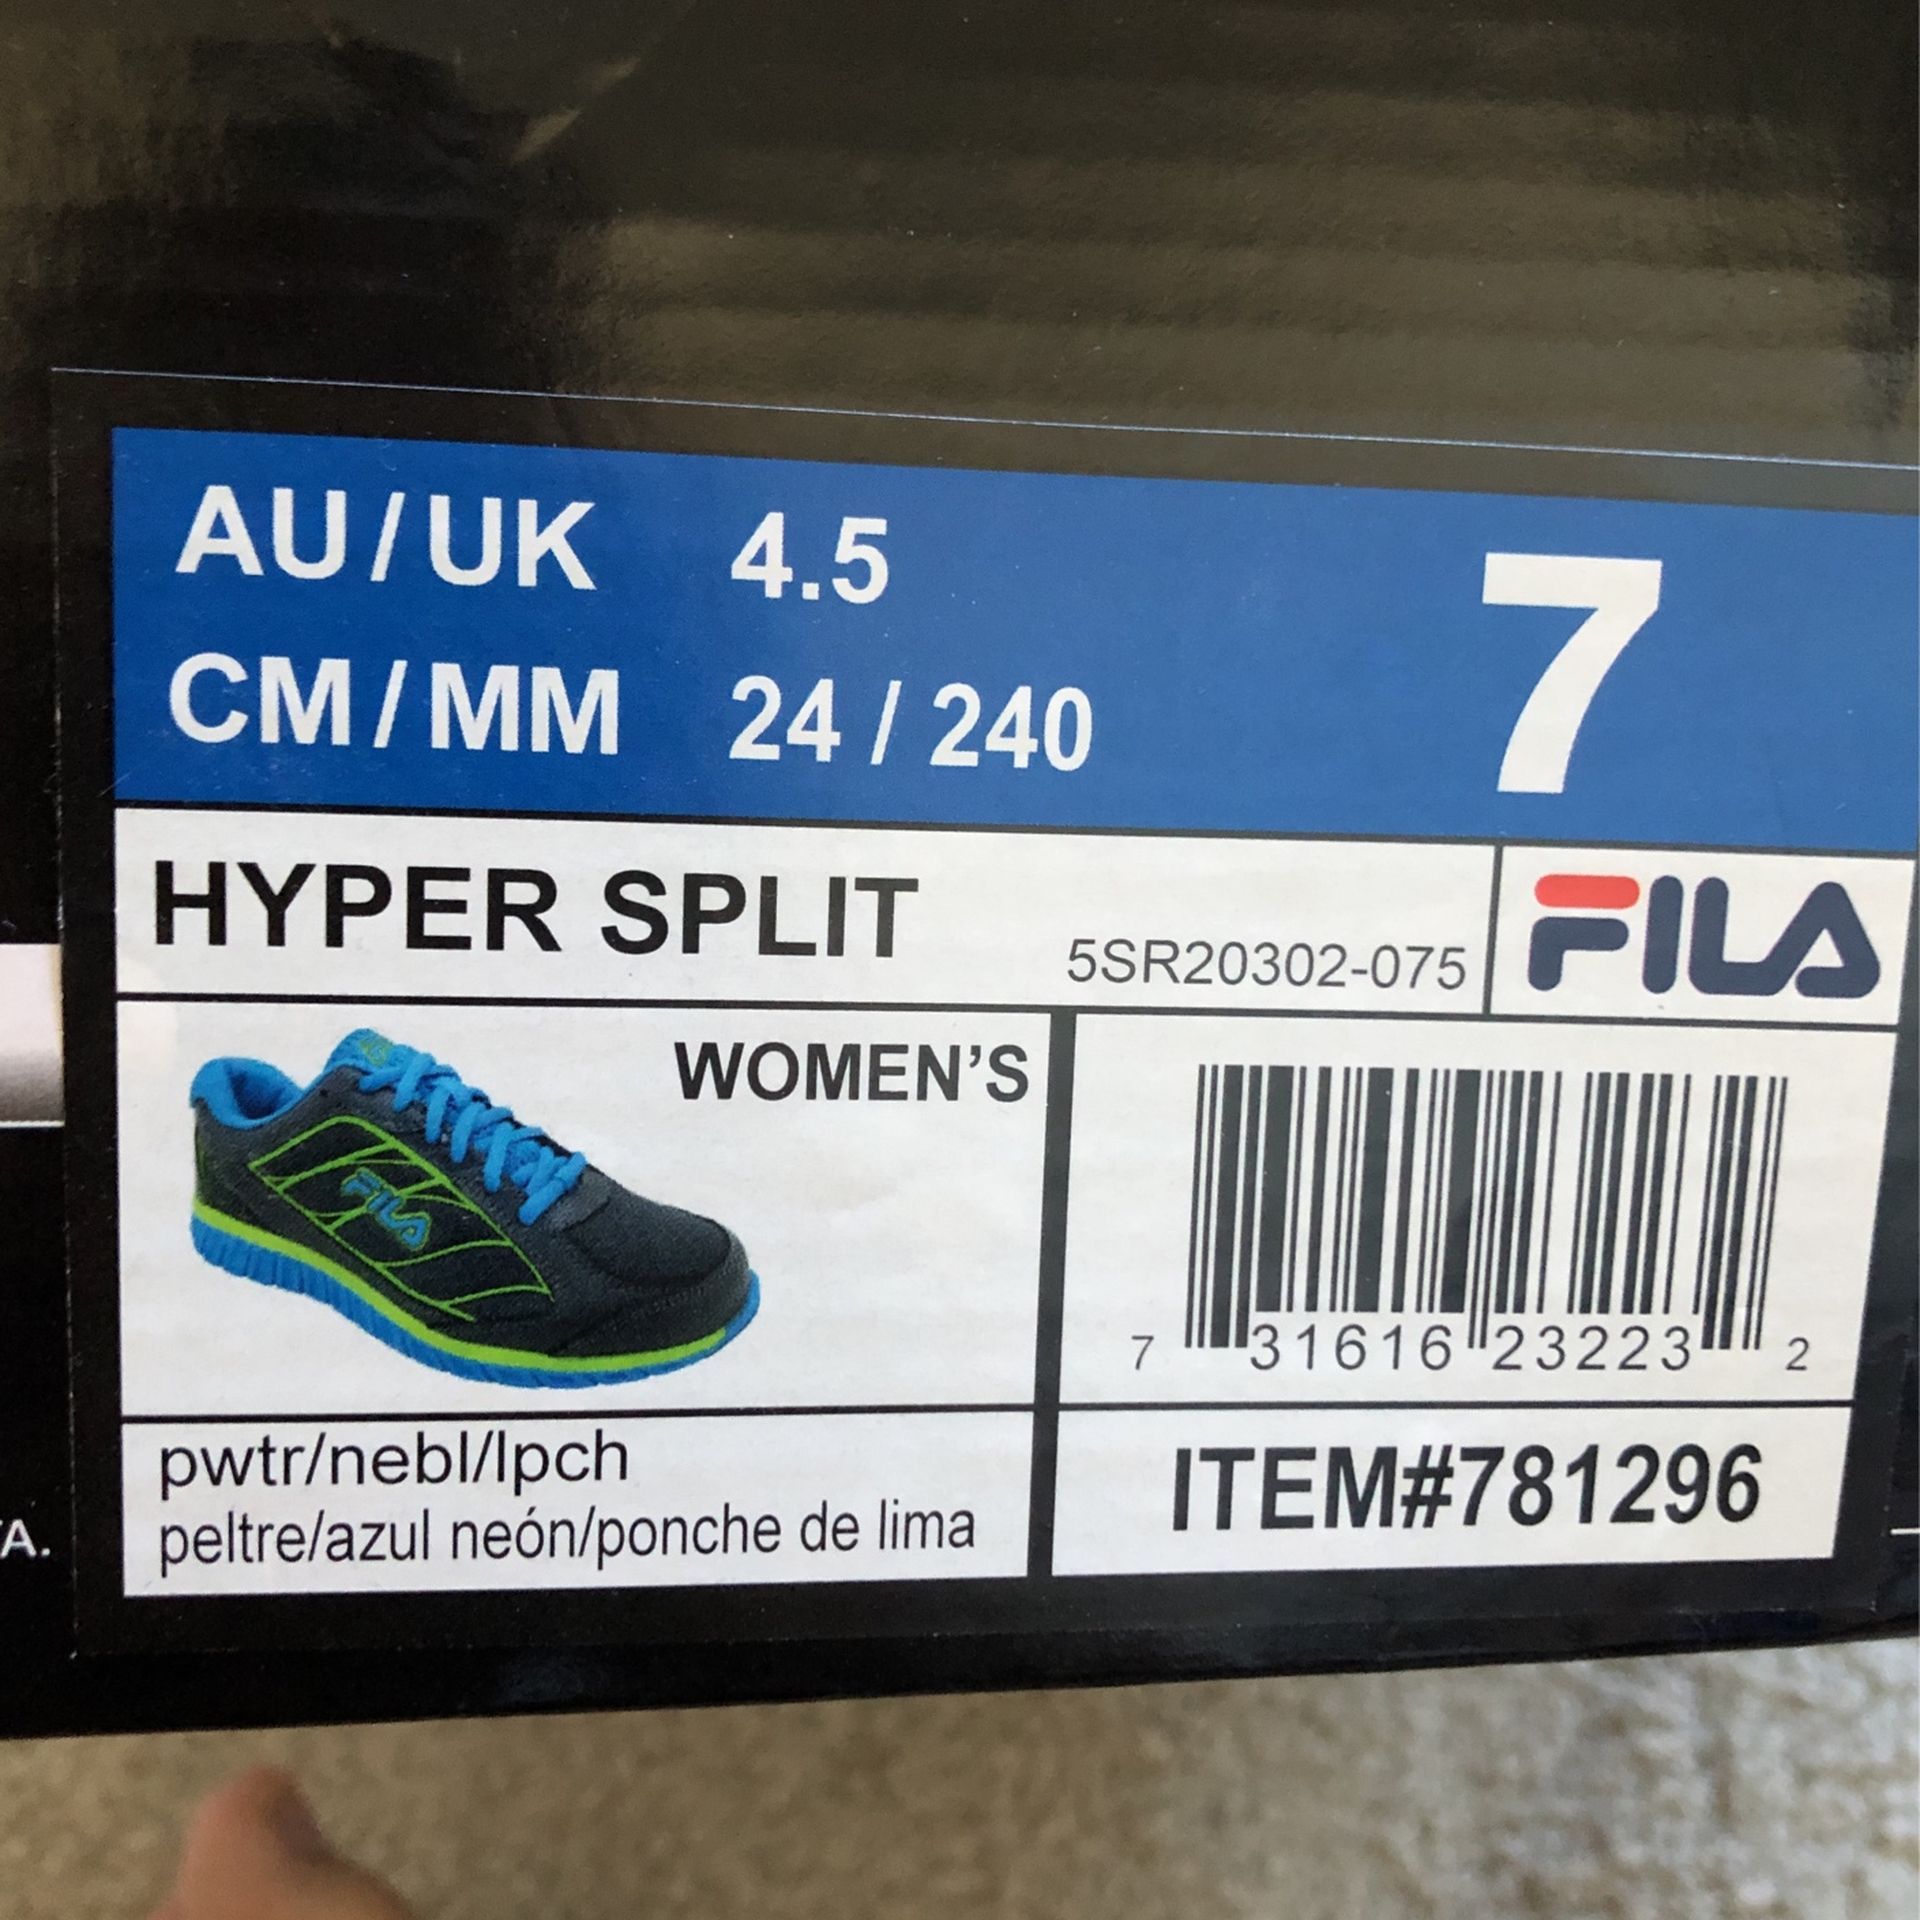 AU/UK 4.5
CM/MM 24 / 240
7
HYPER SPLIT
5SR20302-075
FILA
WOMEN'S
FILA
7 31616 23223 2
pwtr/nebl/lpch
peltre/azul neón/ponche de lima
ITEM#781296
A.